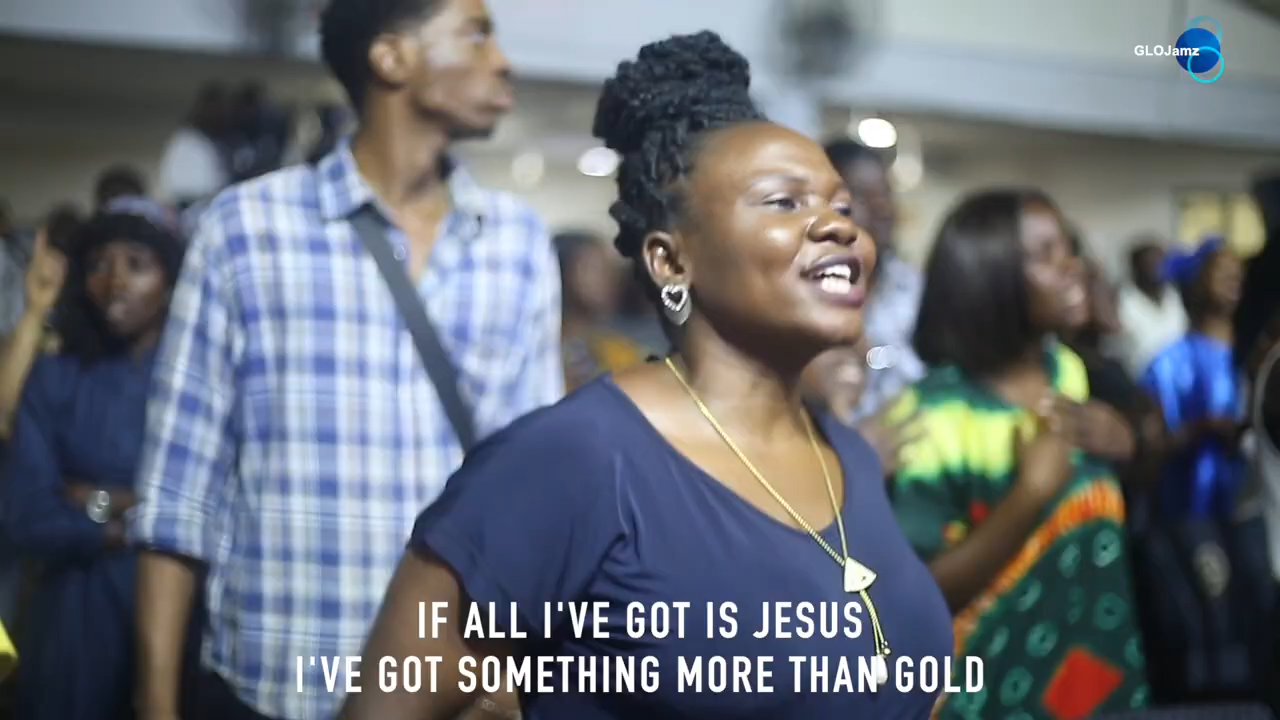 GLOJamz
IF ALL I'VE GOT IS JESUS
I'VE GOT SOMETHING MORE THAN GOLD